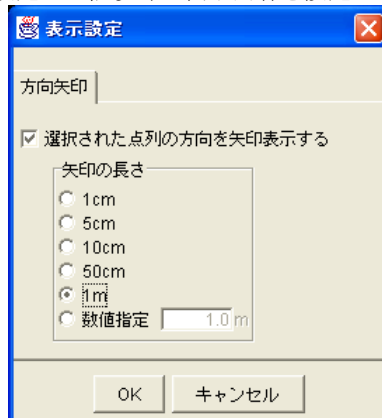 表示設定
方向矢印
選択された点列の方向を矢印表示する
矢印の長さ
1cm
5cm
10cm
50cm
1m
数値指定 1.0 m
OK キャンセル